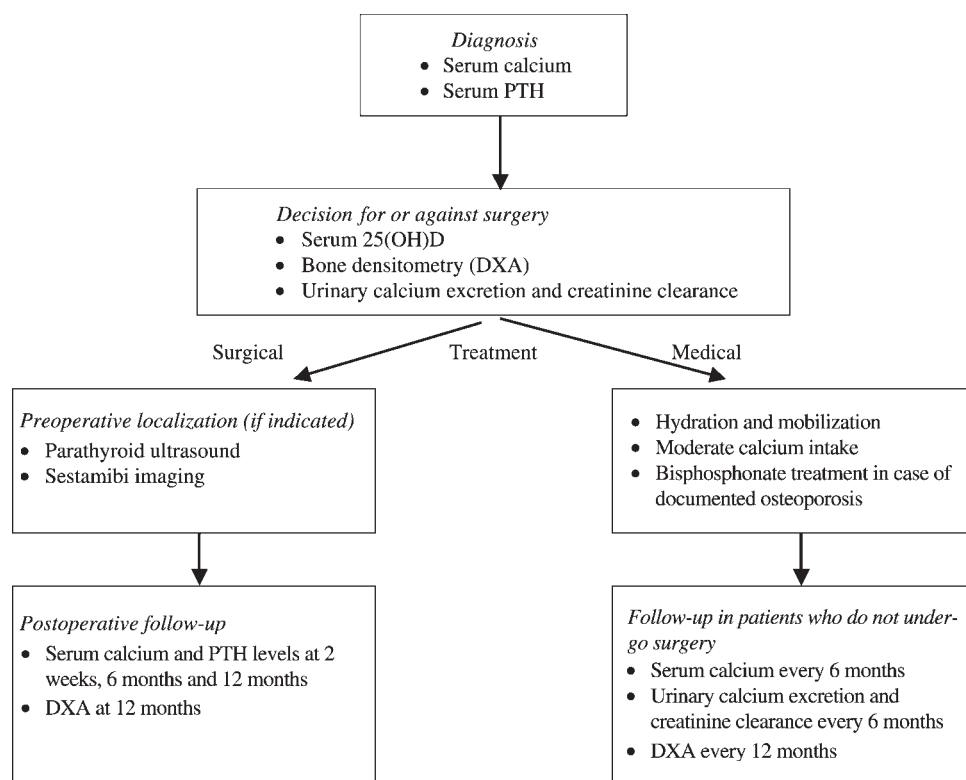 Diagnosis
• Serum calcium
• Serum PTH
Decision for or against surgery
• Serum 25(OH)D
• Bone densitometry (DXA)
• Urinary calcium excretion and creatinine clearance
Surgical Treatment Medical
Preoperative localization (if indicated)
• Parathyroid ultrasound
• Sestamibi imaging
• Hydration and mobilization
• Moderate calcium intake
• Bisphosphonate treatment in case of
documented osteoporosis
Postoperative follow-up
• Serum calcium and PTH levels at 2
weeks, 6 months and 12 months
• DXA at 12 months
Follow-up in patients who do not under-
go surgery
• Serum calcium every 6 months
• Urinary calcium excretion and
creatinine clearance every 6 months
• DXA every 12 months